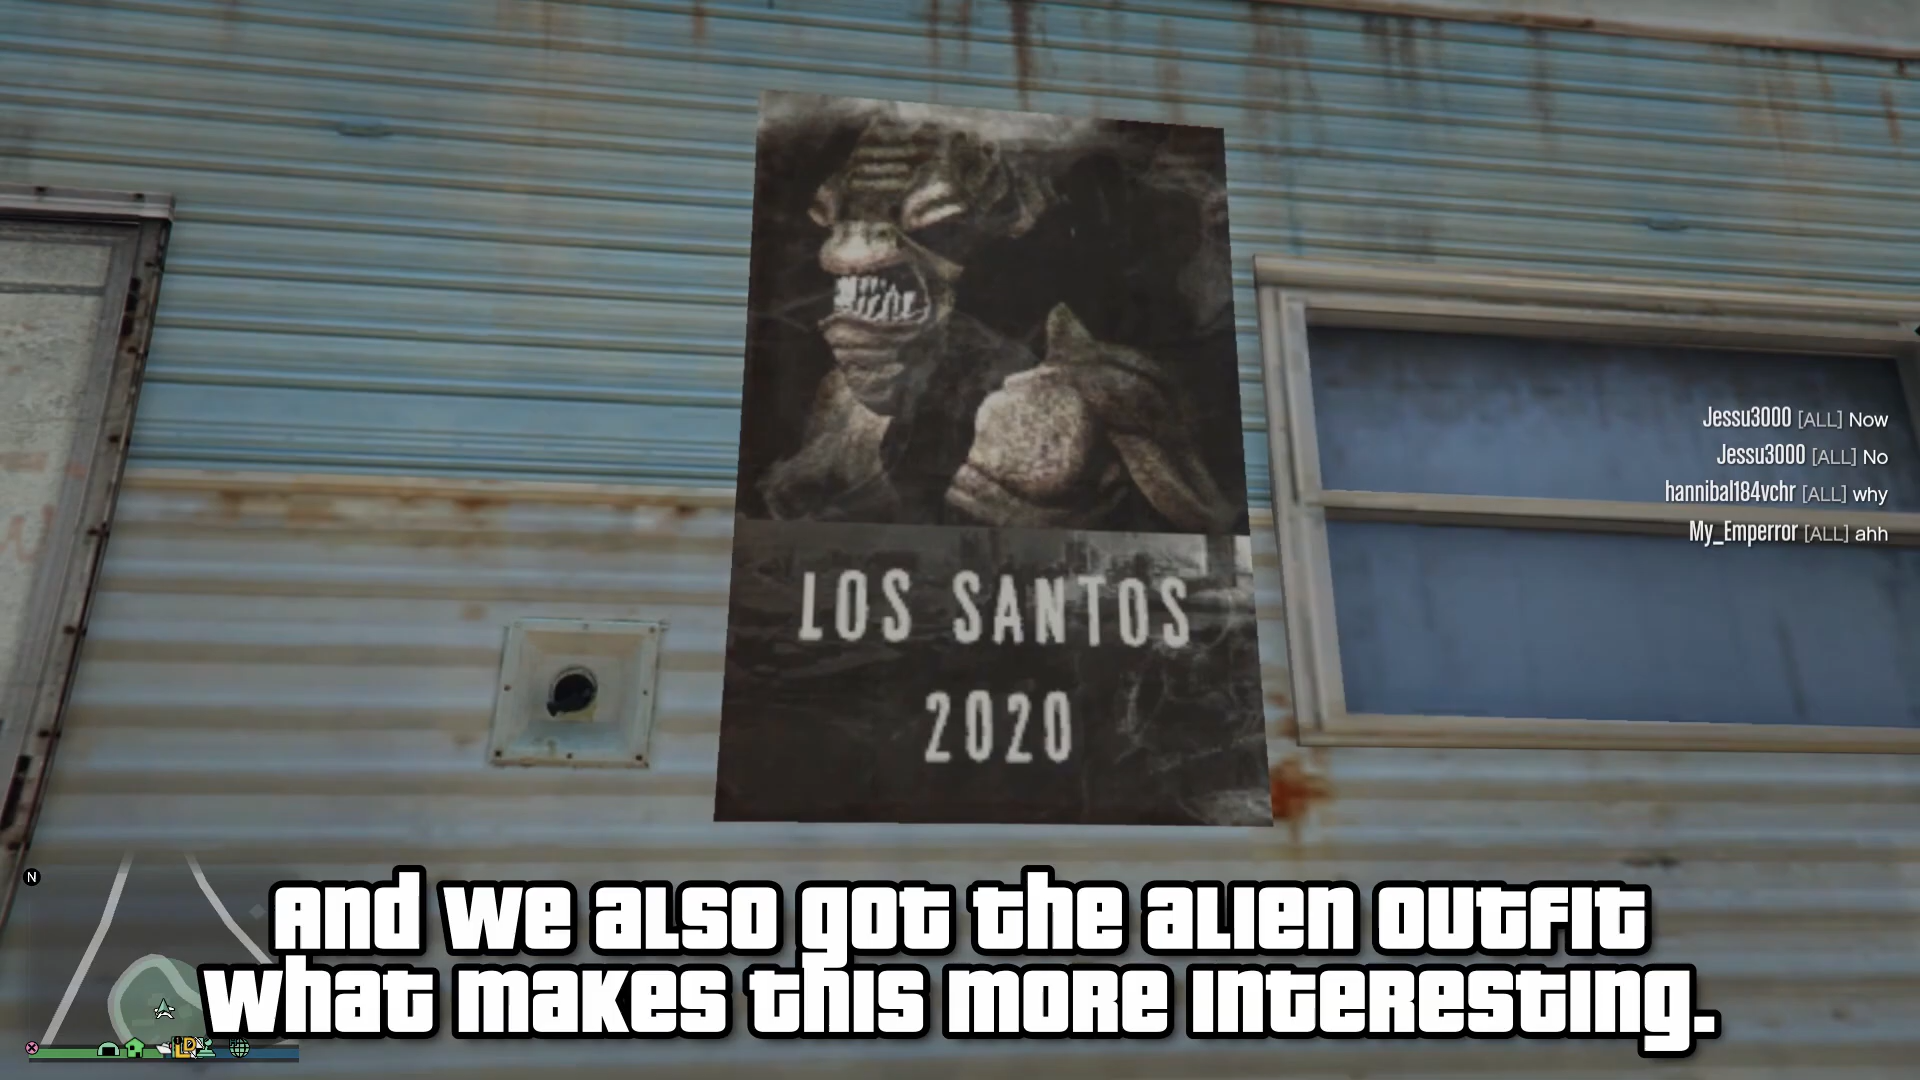 LOS SANTOS
2020
Jessu3000 [ALL] Now
Jessu3000 [ALL] No
hannibal184vchr [ALL] why
My_Emperror [ALL] ahh
N
And we also got the alien outfit
what makes this more interesting.